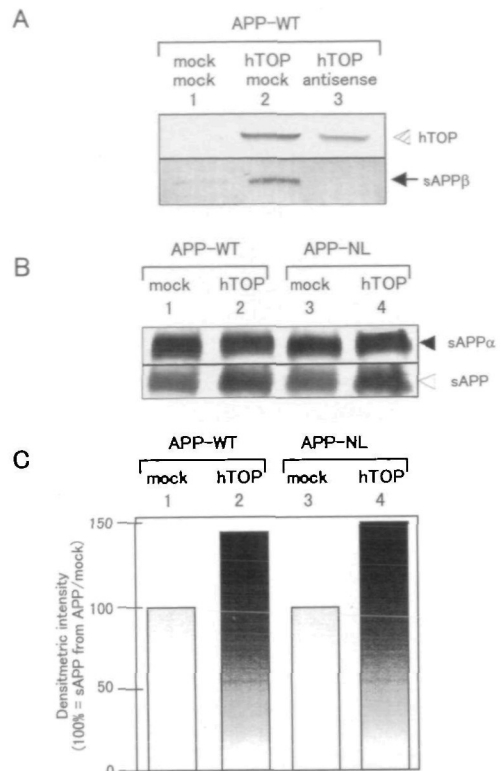 A
APP-WT
mock hTOP hTOP
mock mock antisense
1 2 3
hTOP
sAPPβ
B
APP-WT APP-NL
mock hTOP mock hTOP
1 2 3 4
sAPPα
sAPP
C
APP-WT APP-NL
mock hTOP mock hTOP
1 2 3 4
Densitmetric intensity
(100% = sAPP from APP/mock)
150
100
50
0